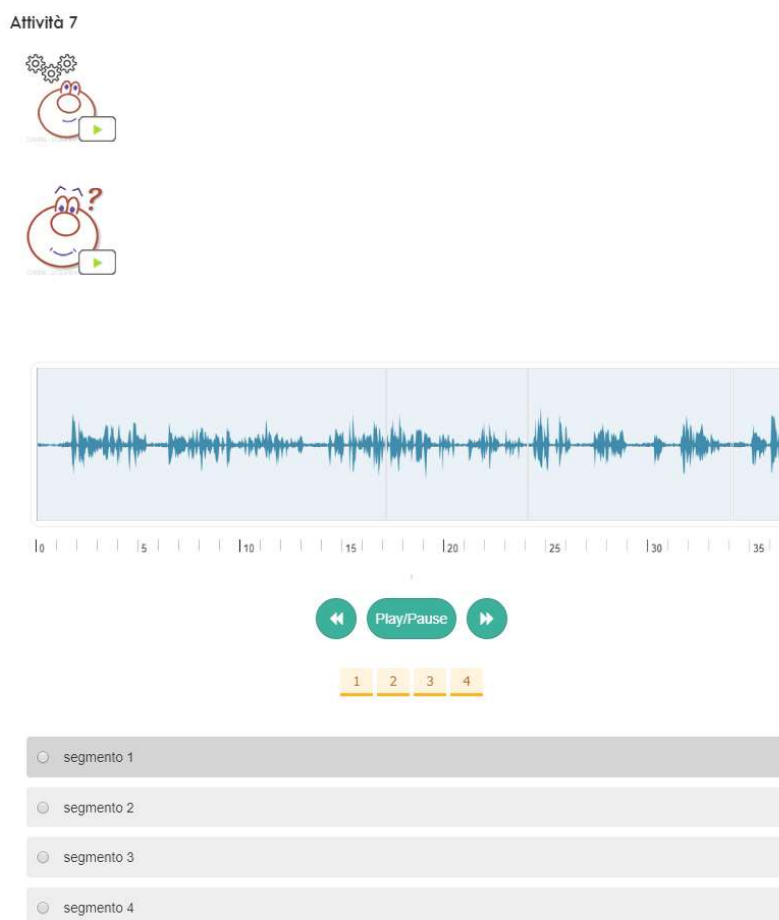 Attività 7
?
?
0 5 10 15 20 25 30 35
Play/Pause
1 2 3 4
segmento 1
segmento 2
segmento 3
segmento 4